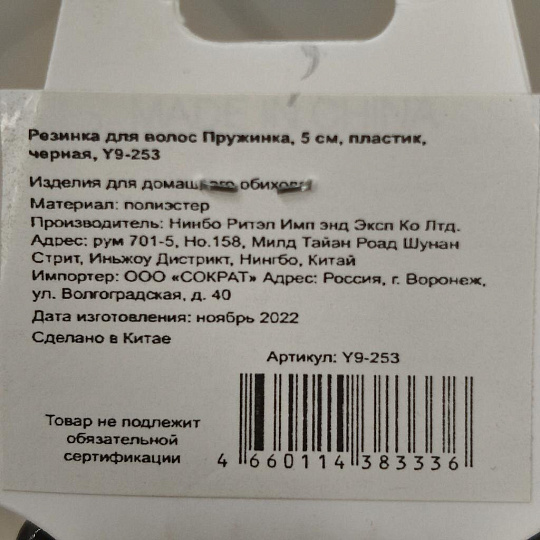 Резинка для волос Пружинка, 5 см, пластик,
черная, Y9-253
Изделия для домашнего обихода
Материал: полиэстер
Производитель: Нинбо Ритэл Имп энд Эксп Ко Лтд.
Адрес: рум 701-5, Но.158, Милд Тайан Роад Шунан
Стрит, Иньжоу Дистрикт, Нингбо, Китай
Импортер: ООО «СОКРАТ» Адрес: Россия, г. Воронеж,
ул. Волгоградская, д. 40
Дата изготовления: ноябрь 2022
Сделано в Китае
Артикул: Y9-253
Товар не подлежит
обязательной
сертификации
4 660114 383336